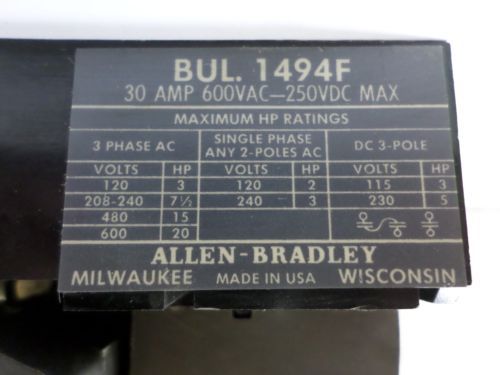 BUL. 1494F
30 AMP 600VAC–250VDC MAX
MAXIMUM HP RATINGS
3 PHASE AC
SINGLE PHASE
ANY 2-POLES AC
DC 3-POLE
VOLTS HP VOLTS HP VOLTS HP
120 3 120 2 115 3
208-240 7½ 240 3 230 5
480 15
600 20
ALLEN-BRADLEY
MILWAUKEE MADE IN USA WISCONSIN